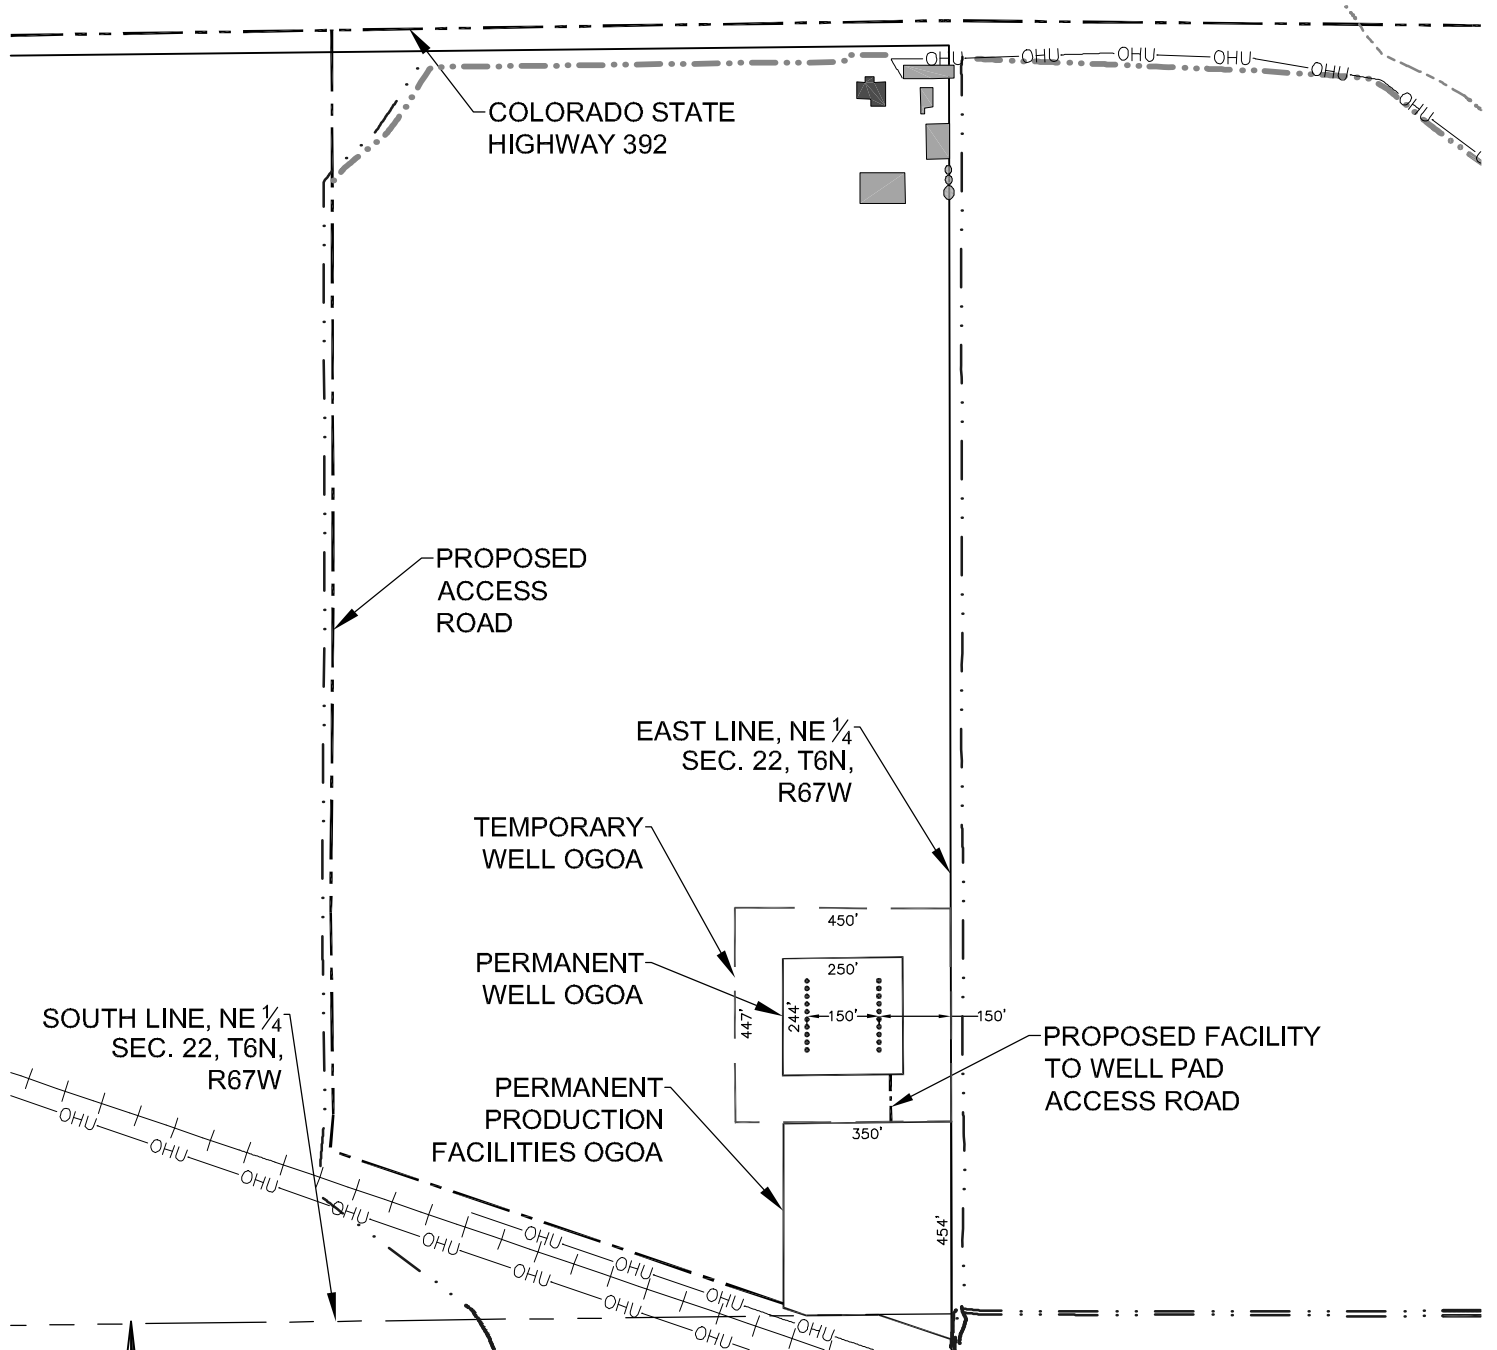 OHU OHU OHU OHU OHU OHU OHU
COLORADO STATE
HIGHWAY 392
PROPOSED
ACCESS
ROAD
EAST LINE, NE ¼
SEC. 22, T6N,
R67W
TEMPORARY
WELL OGOA
450'
PERMANENT
WELL OGOA
250'
447'
244'
150'
150'
SOUTH LINE, NE ¼
SEC. 22, T6N,
R67W
PROPOSED FACILITY
TO WELL PAD
ACCESS ROAD
PERMANENT
PRODUCTION
FACILITIES OGOA
350'
454'
OHU OHU OHU OHU OHU OHU OHU OHU
OHU OHU OHU OHU